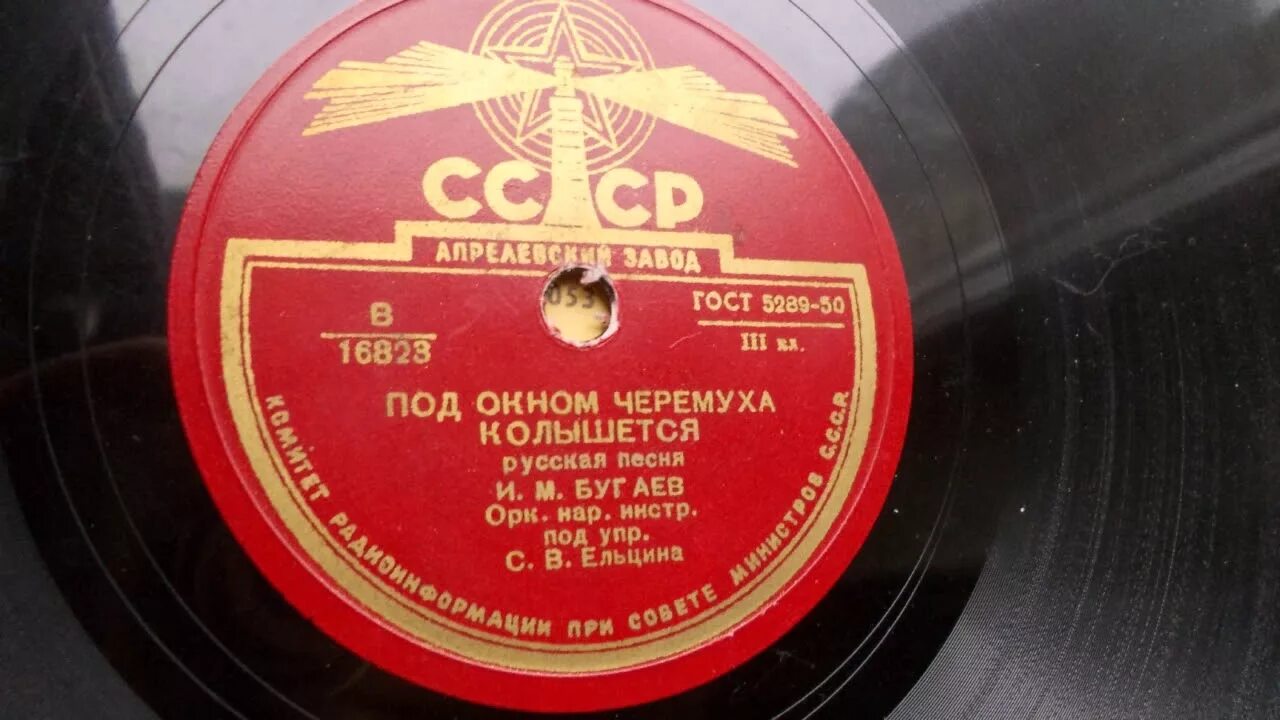 СССР
АПРЕЛЕВСКИЙ ЗАВОД
053
В
16823
ГОСТ 5289-50
III кл.
ПОД ОКНОМ ЧЕРЕМУХА
КОЛЫШЕТСЯ
русская песня
И. М. БУГАЕВ
Орк. нар. инстр.
под упр.
С. В. Ельцина
КОМИТЕТ РАДИОИНФОРМАЦИИ ПРИ СОВЕТЕ МИНИСТРОВ С.С.С.Р.